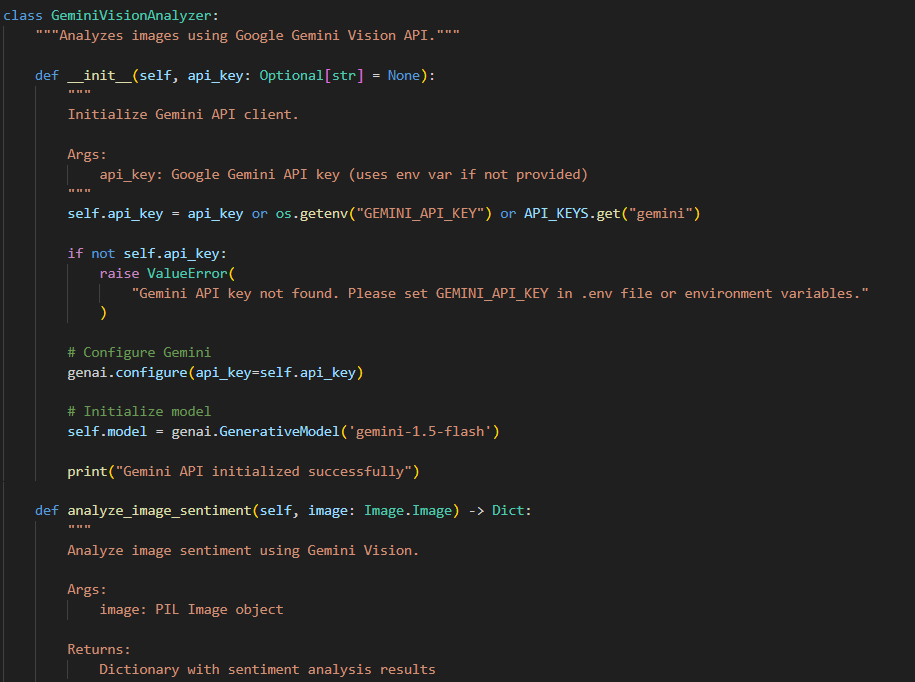 class GeminiVisionAnalyzer:
    """Analyzes images using Google Gemini Vision API."""

    def __init__(self, api_key: Optional[str] = None):
        """
        Initialize Gemini API client.

        Args:
            api_key: Google Gemini API key (uses env var if not provided)
        """
        self.api_key = api_key or os.getenv("GEMINI_API_KEY") or API_KEYS.get("gemini")

        if not self.api_key:
            raise ValueError(
                "Gemini API key not found. Please set GEMINI_API_KEY in .env file or environment variables."
            )

        # Configure Gemini
        genai.configure(api_key=self.api_key)

        # Initialize model
        self.model = genai.GenerativeModel('gemini-1.5-flash')

        print("Gemini API initialized successfully")

    def analyze_image_sentiment(self, image: Image.Image) -> Dict:
        """
        Analyze image sentiment using Gemini Vision.

        Args:
            image: PIL Image object

        Returns:
            Dictionary with sentiment analysis results